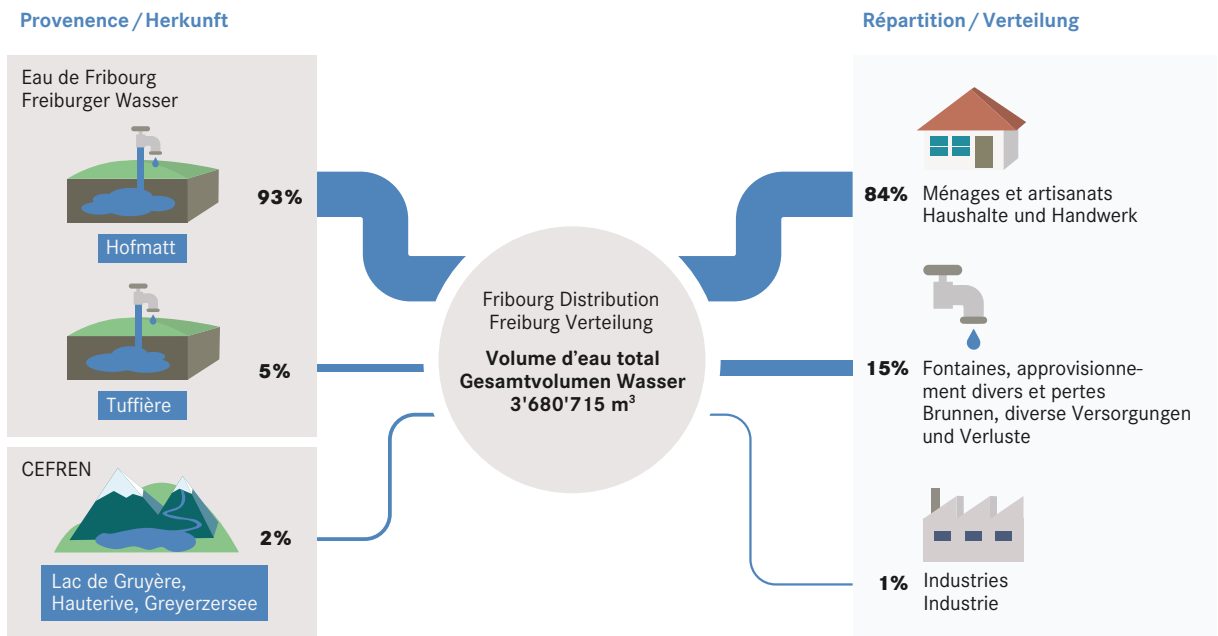 Provenence / Herkunft
Eau de Fribourg
Freiburger Wasser
93%
Hofmatt
5%
Tuffière
CEFREN
2%
Lac de Gruyère,
Hauterive, Greyerzersee
Fribourg Distribution
Freiburg Verteilung
Volume d'eau total
Gesamtvolumen Wasser
3'680'715 m³
Répartition / Verteilung
84% Ménages et artisanats
Haushalte und Handwerk
15% Fontaines, approvisionne-
ment divers et pertes
Brunnen, diverse Versorgungen
und Verluste
1% Industries
Industrie